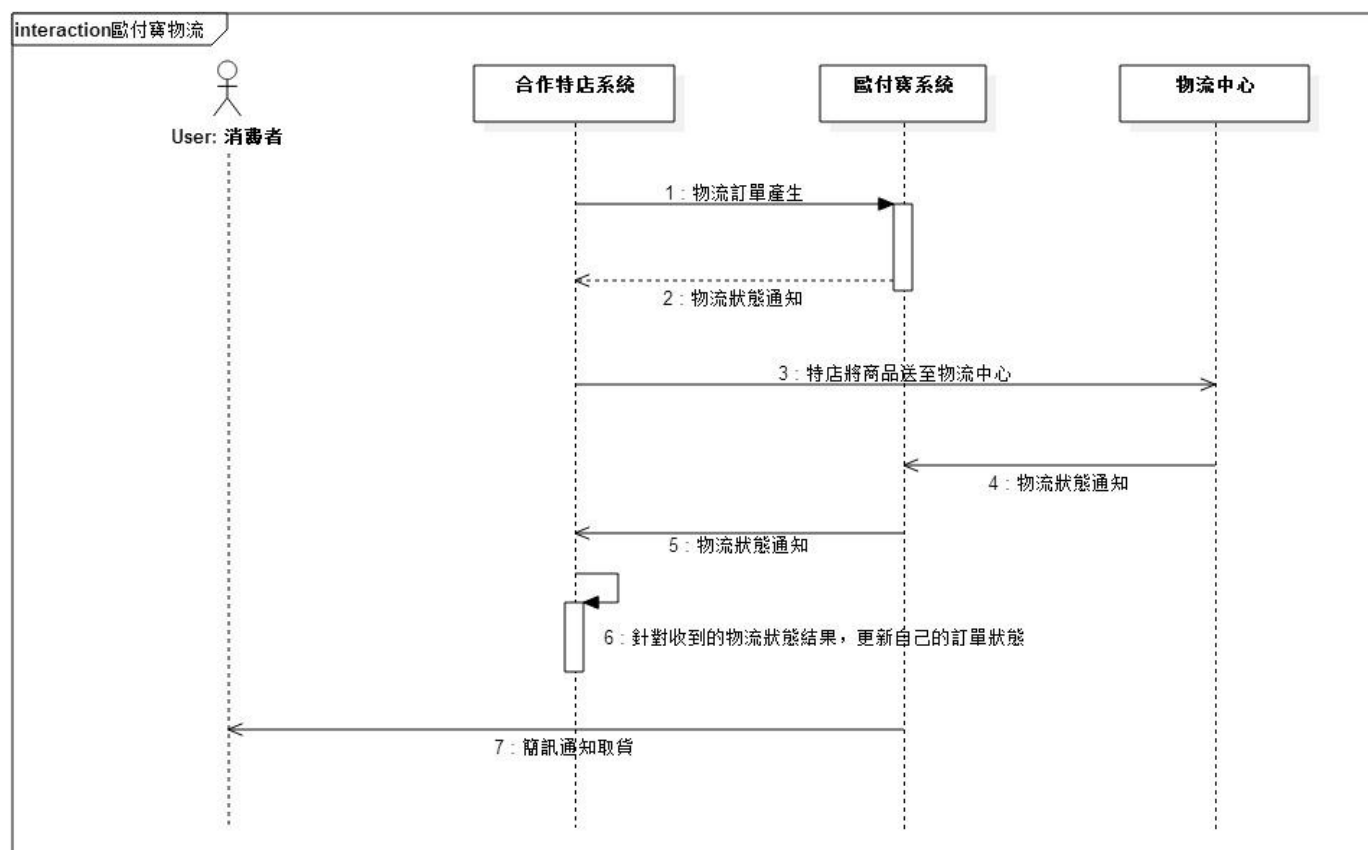 interaction歐付寶物流
合作特店系統
歐付寶系統
物流中心
User: 消費者
1 : 物流訂單產生
2 : 物流狀態通知
3 : 特店將商品送至物流中心
4 : 物流狀態通知
5 : 物流狀態通知
6 : 針對收到的物流狀態結果，更新自己的訂單狀態
7 : 簡訊通知取貨